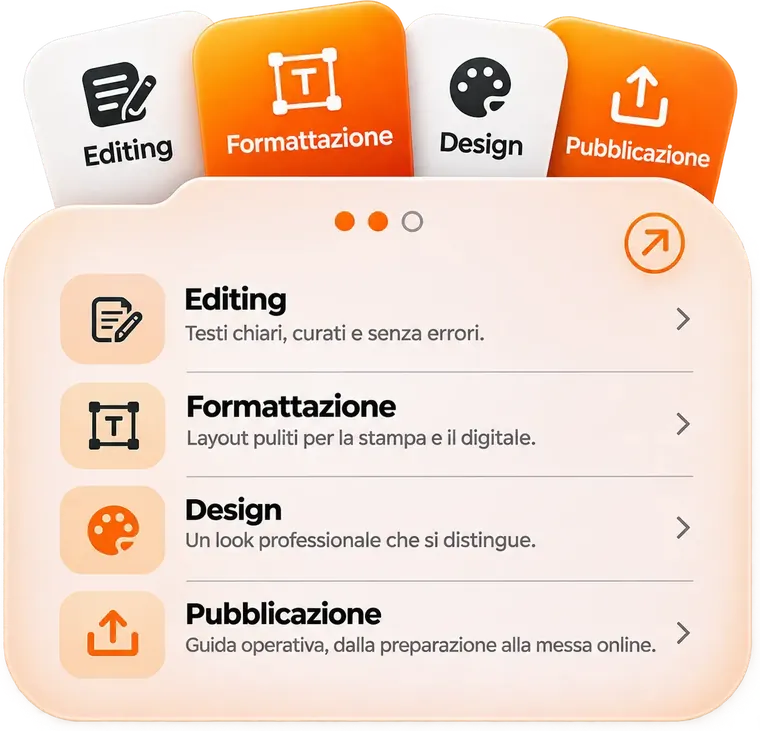 Editing
Formattazione
Design
Pubblicazione
Editing
Testi chiari, curati e senza errori.
Formattazione
Layout puliti per la stampa e il digitale.
Design
Un look professionale che si distingue.
Pubblicazione
Guida operativa, dalla preparazione alla messa online.